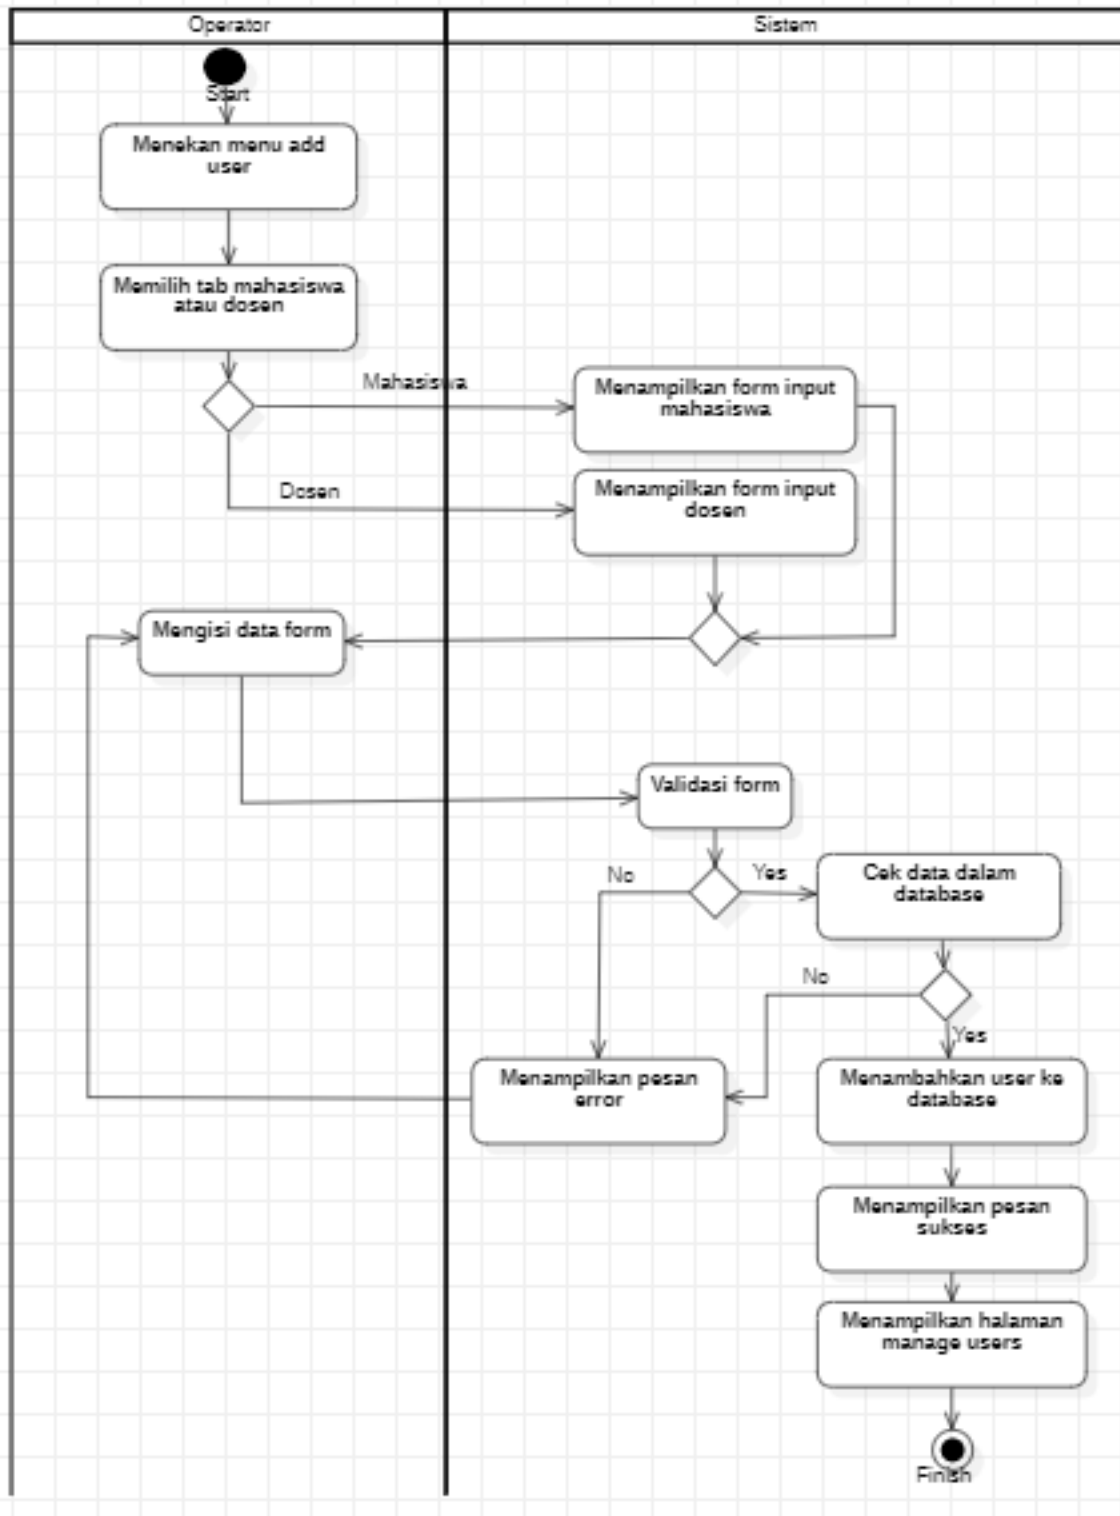 Operator
Sistem
Start
Menekan menu add
user
Memilih tab mahasiswa
atau dosen
Mahasiswa
Menampilkan form input
mahasiswa
Dosen
Menampilkan form input
dosen
Mengisi data form
Validasi form
No
Yes
Cek data dalam
database
No
Yes
Menampilkan pesan
error
Menambahkan user ke
database
Menampilkan pesan
sukses
Menampilkan halaman
manage users
Finish